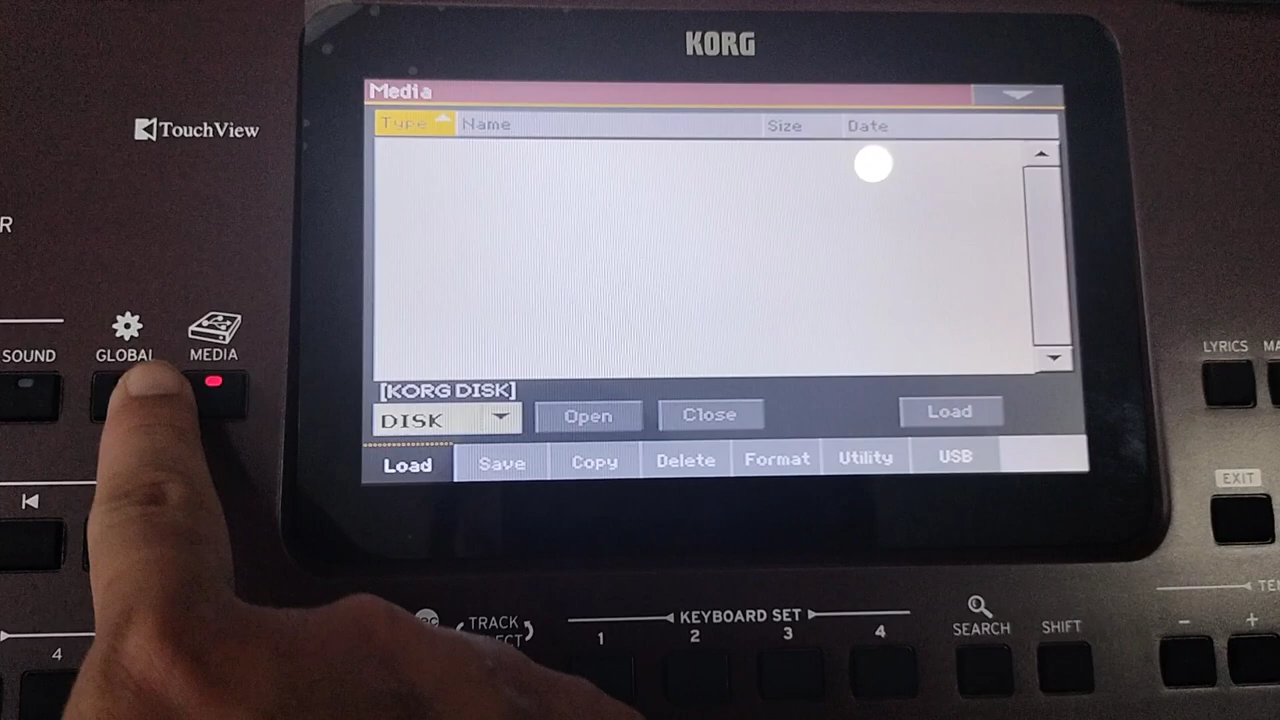 KORG
Media
Type Name Size Date
TouchView
R
SOUND GLOBAL MEDIA
LYRICS
[KORG DISK]
DISK Open Close Load
Load Save Copy Delete Format Utility USB
EXIT
TRACK
KEYBOARD SET
1 2 3 4
SEARCH SHIFT
- +
4